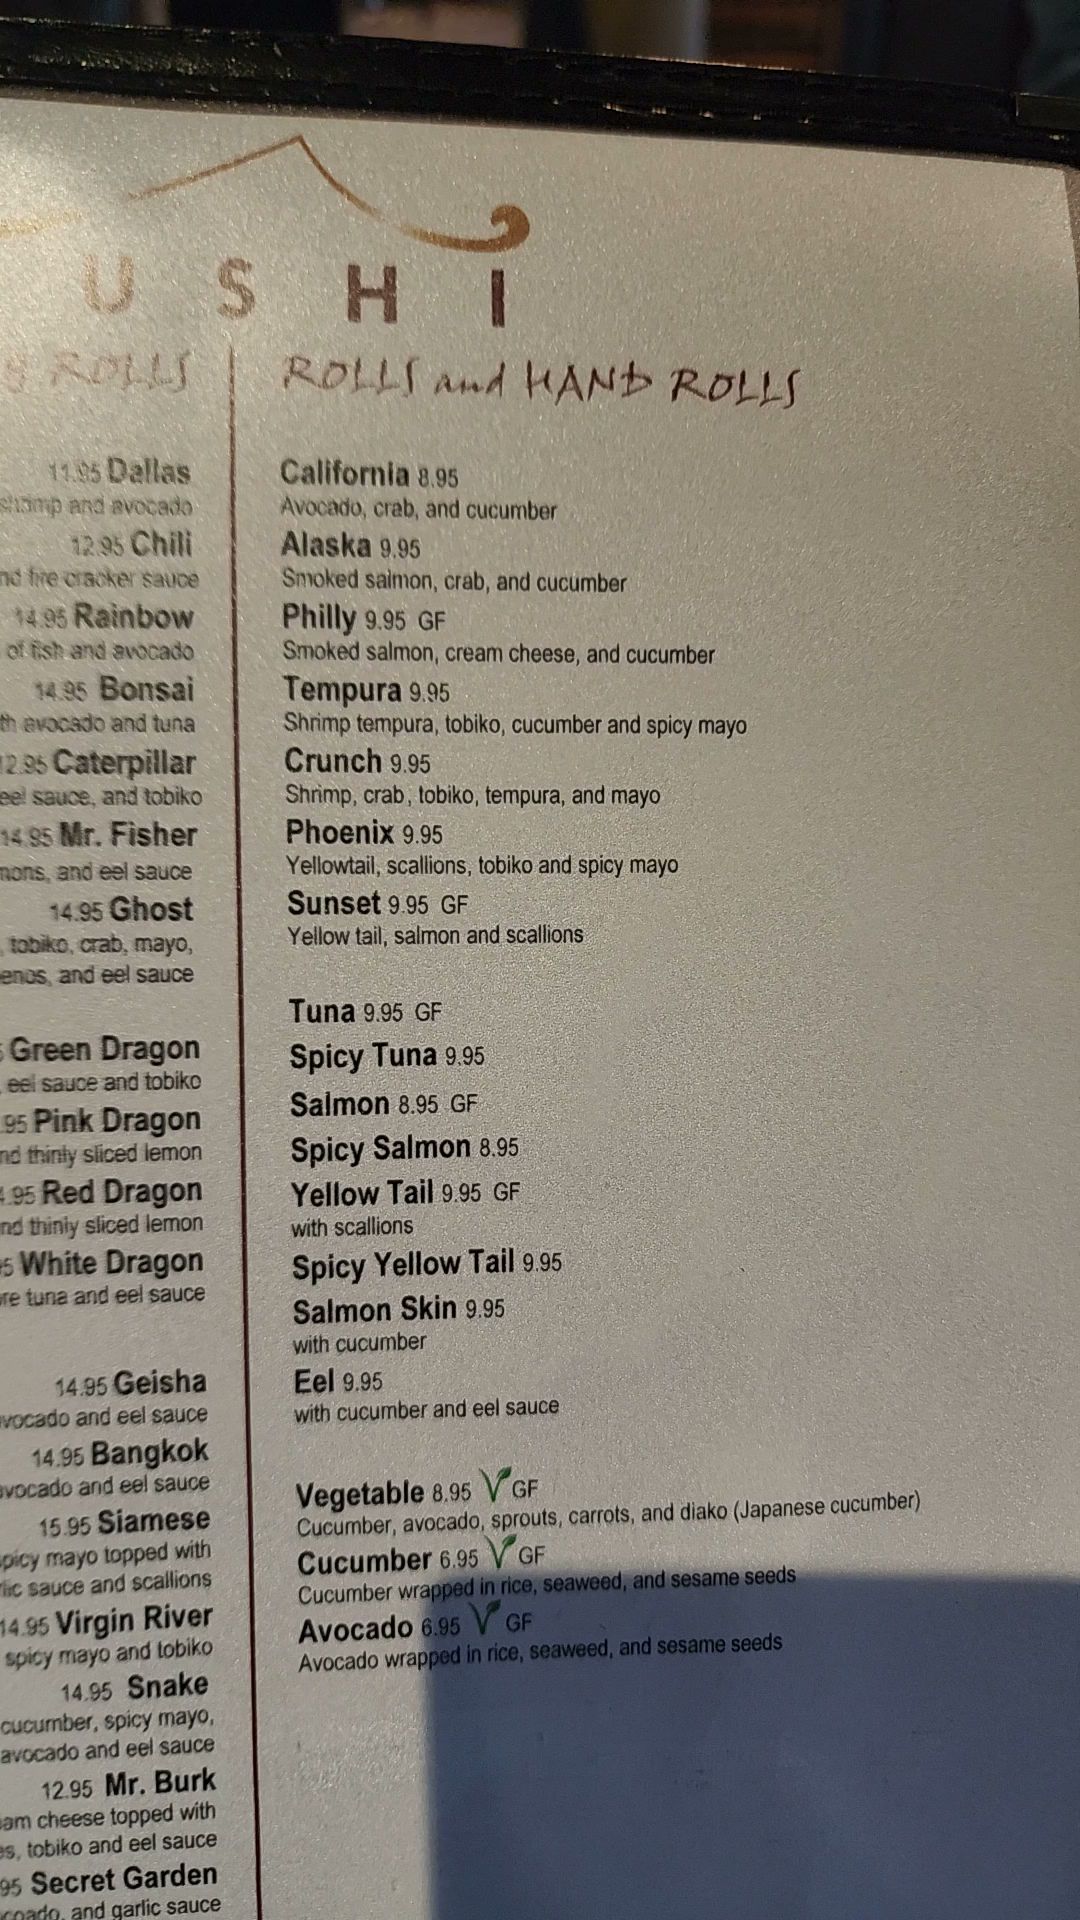 U S H I
ROLLS
11.95 Dallas
shrimp and avocado
12.95 Chili
fire cracker sauce
14.95 Rainbow
of fish and avocado
14.95 Bonsai
avocado and tuna
Caterpillar
eel sauce, and tobiko
14.95 Mr. Fisher
and eel sauce
14.95 Ghost
tobiko, crab, mayo,
and eel sauce
Green Dragon
eel sauce and tobiko
Pink Dragon
thinly sliced lemon
Red Dragon
thinly sliced lemon
White Dragon
tuna and eel sauce
14.95 Geisha
and eel sauce
14.95 Bangkok
and eel sauce
15.95 Siamese
mayo topped with
sauce and scallions
14.95 Virgin River
spicy mayo and tobiko
14.95 Snake
cucumber, spicy mayo,
avocado and eel sauce
12.95 Mr. Burk
cheese topped with
tobiko and eel sauce
Secret Garden
and garlic sauce
ROLLS and HAND ROLLS
California 8.95
Avocado, crab, and cucumber
Alaska 9.95
Smoked salmon, crab, and cucumber
Philly 9.95 GF
Smoked salmon, cream cheese, and cucumber
Tempura 9.95
Shrimp tempura, tobiko, cucumber and spicy mayo
Crunch 9.95
Shrimp, crab, tobiko, tempura, and mayo
Phoenix 9.95
Yellowtail, scallions, tobiko and spicy mayo
Sunset 9.95 GF
Yellow tail, salmon and scallions
Tuna 9.95 GF
Spicy Tuna 9.95
Salmon 8.95 GF
Spicy Salmon 8.95
Yellow Tail 9.95 GF
with scallions
Spicy Yellow Tail 9.95
Salmon Skin 9.95
with cucumber
Eel 9.95
with cucumber and eel sauce
Vegetable 8.95 V GF
Cucumber, avocado, sprouts, carrots, and diako (Japanese cucumber)
Cucumber 6.95 V GF
Cucumber wrapped in rice, seaweed, and sesame seeds
Avocado 6.95 V GF
Avocado wrapped in rice, seaweed, and sesame seeds